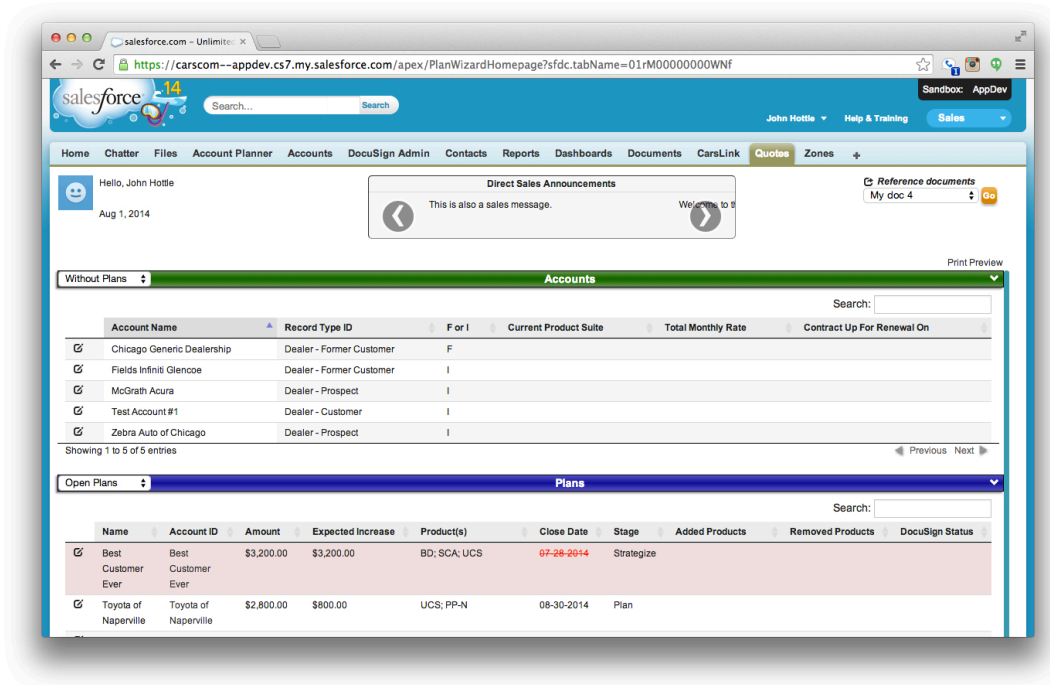 salesforce.com – Unlimited
https://carscom--appdev.cs7.my.salesforce.com/apex/PlanWizardHomepage?sfdc.tabName=01rM00000000WNf
1
salesforce '14
Search...
Search
Sandbox: AppDev
John Hottle
Help & Training
Sales
Home Chatter Files Account Planner Accounts DocuSign Admin Contacts Reports Dashboards Documents CarsLink Quotes Zones +
Hello, John Hottle
Aug 1, 2014
Direct Sales Announcements
This is also a sales message.
Welcome to
Reference documents
My doc 4
Go
Print Preview
Without Plans
Accounts
Search:
Account Name Record Type ID F or I Current Product Suite Total Monthly Rate Contract Up For Renewal On
Chicago Generic Dealership Dealer - Former Customer F
Fields Infiniti Glencoe Dealer - Former Customer I
McGrath Acura Dealer - Prospect I
Test Account #1 Dealer - Customer I
Zebra Auto of Chicago Dealer - Prospect I
Showing 1 to 5 of 5 entries
Previous Next
Open Plans
Plans
Search:
Name Account ID Amount Expected Increase Product(s) Close Date Stage Added Products Removed Products DocuSign Status
Best Best $3,200.00 $3,200.00 BD; SCA; UCS 07-28-2014 Strategize
Customer Customer
Ever Ever
Toyota of Toyota of $2,800.00 $800.00 UCS; PP-N 08-30-2014 Plan
Naperville Naperville